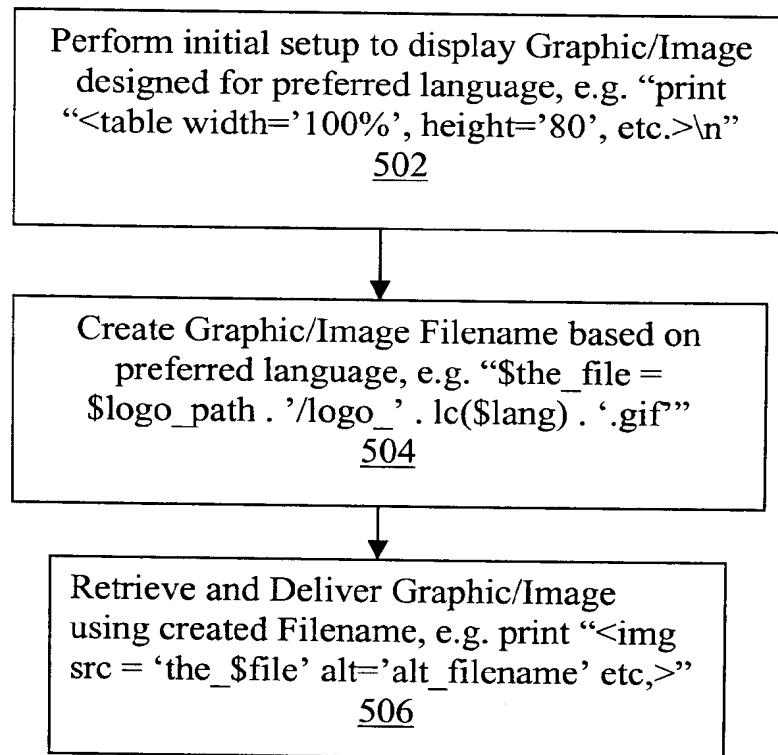 Perform initial setup to display Graphic/Image
designed for preferred language, e.g. “print
“<table width=’100%’, height=’80’, etc.>\n”
502
Create Graphic/Image Filename based on
preferred language, e.g. “$the_file =
$logo_path . ’/logo_’ . lc($lang) . ‘.gif’”
504
Retrieve and Deliver Graphic/Image
using created Filename, e.g. print “<img
src = ‘the_$file’ alt=’alt_filename’ etc,>”
506